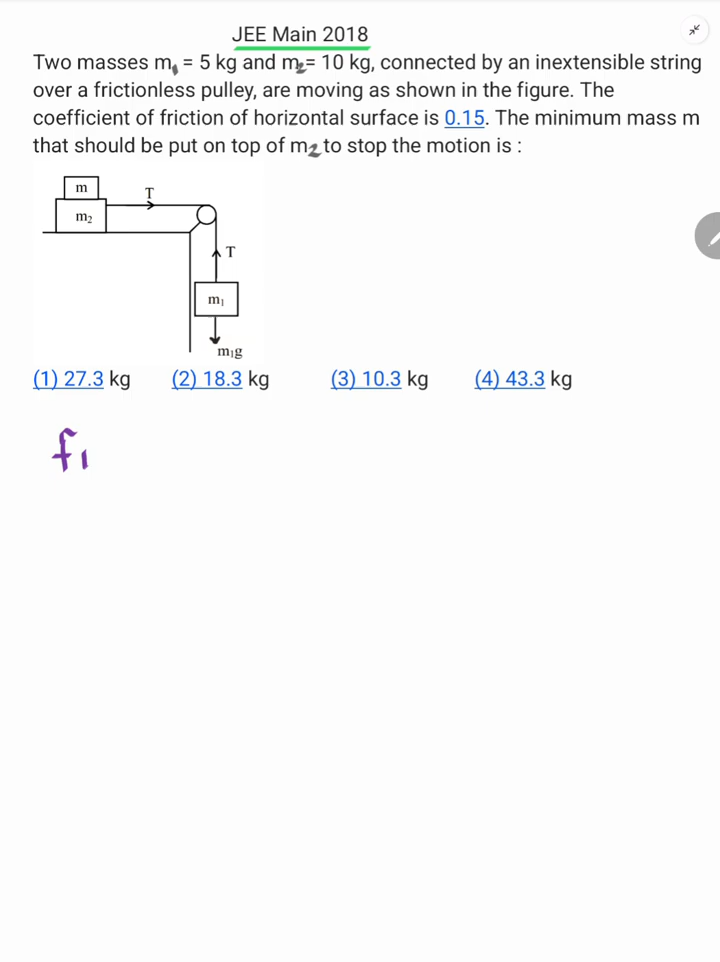 JEE Main 2018
Two masses m₁ = 5 kg and m₂= 10 kg, connected by an inextensible string
over a frictionless pulley, are moving as shown in the figure. The
coefficient of friction of horizontal surface is 0.15. The minimum mass m
that should be put on top of m₂ to stop the motion is :
m
T
m₂
T
m₁
m₁g
(1) 27.3 kg (2) 18.3 kg (3) 10.3 kg (4) 43.3 kg
f₁